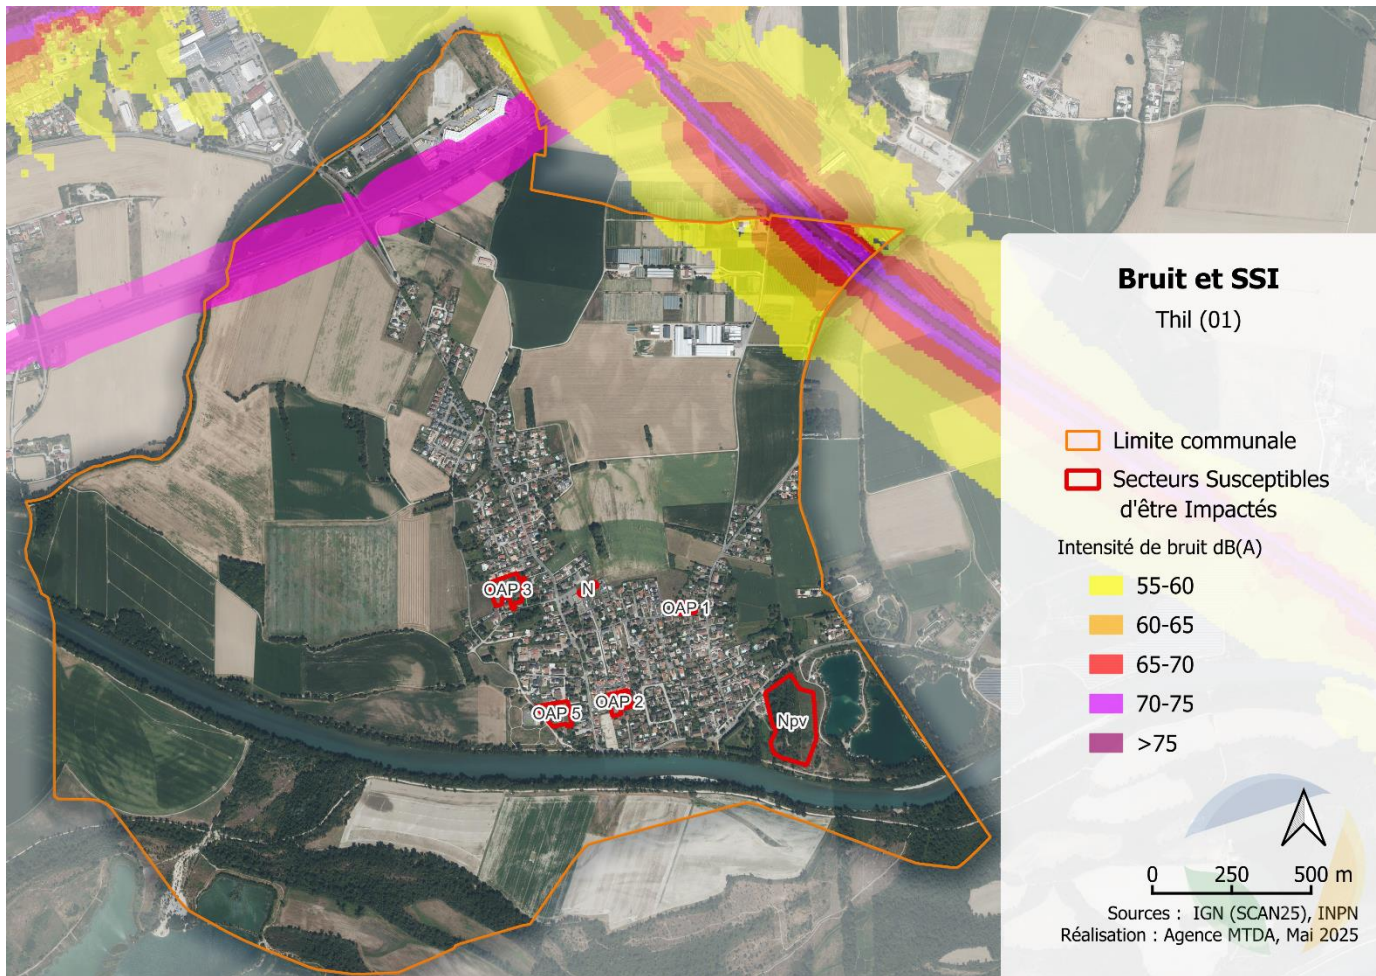 Bruit et SSI
Thil (01)
Limite communale
Secteurs Susceptibles
d'être Impactés
Intensité de bruit dB(A)
55-60
60-65
65-70
70-75
>75
0 250 500 m
Sources : IGN (SCAN25), INPN
Réalisation : Agence MTDA, Mai 2025
OAP 3
N
OAP 1
OAP 5
OAP 2
Npv